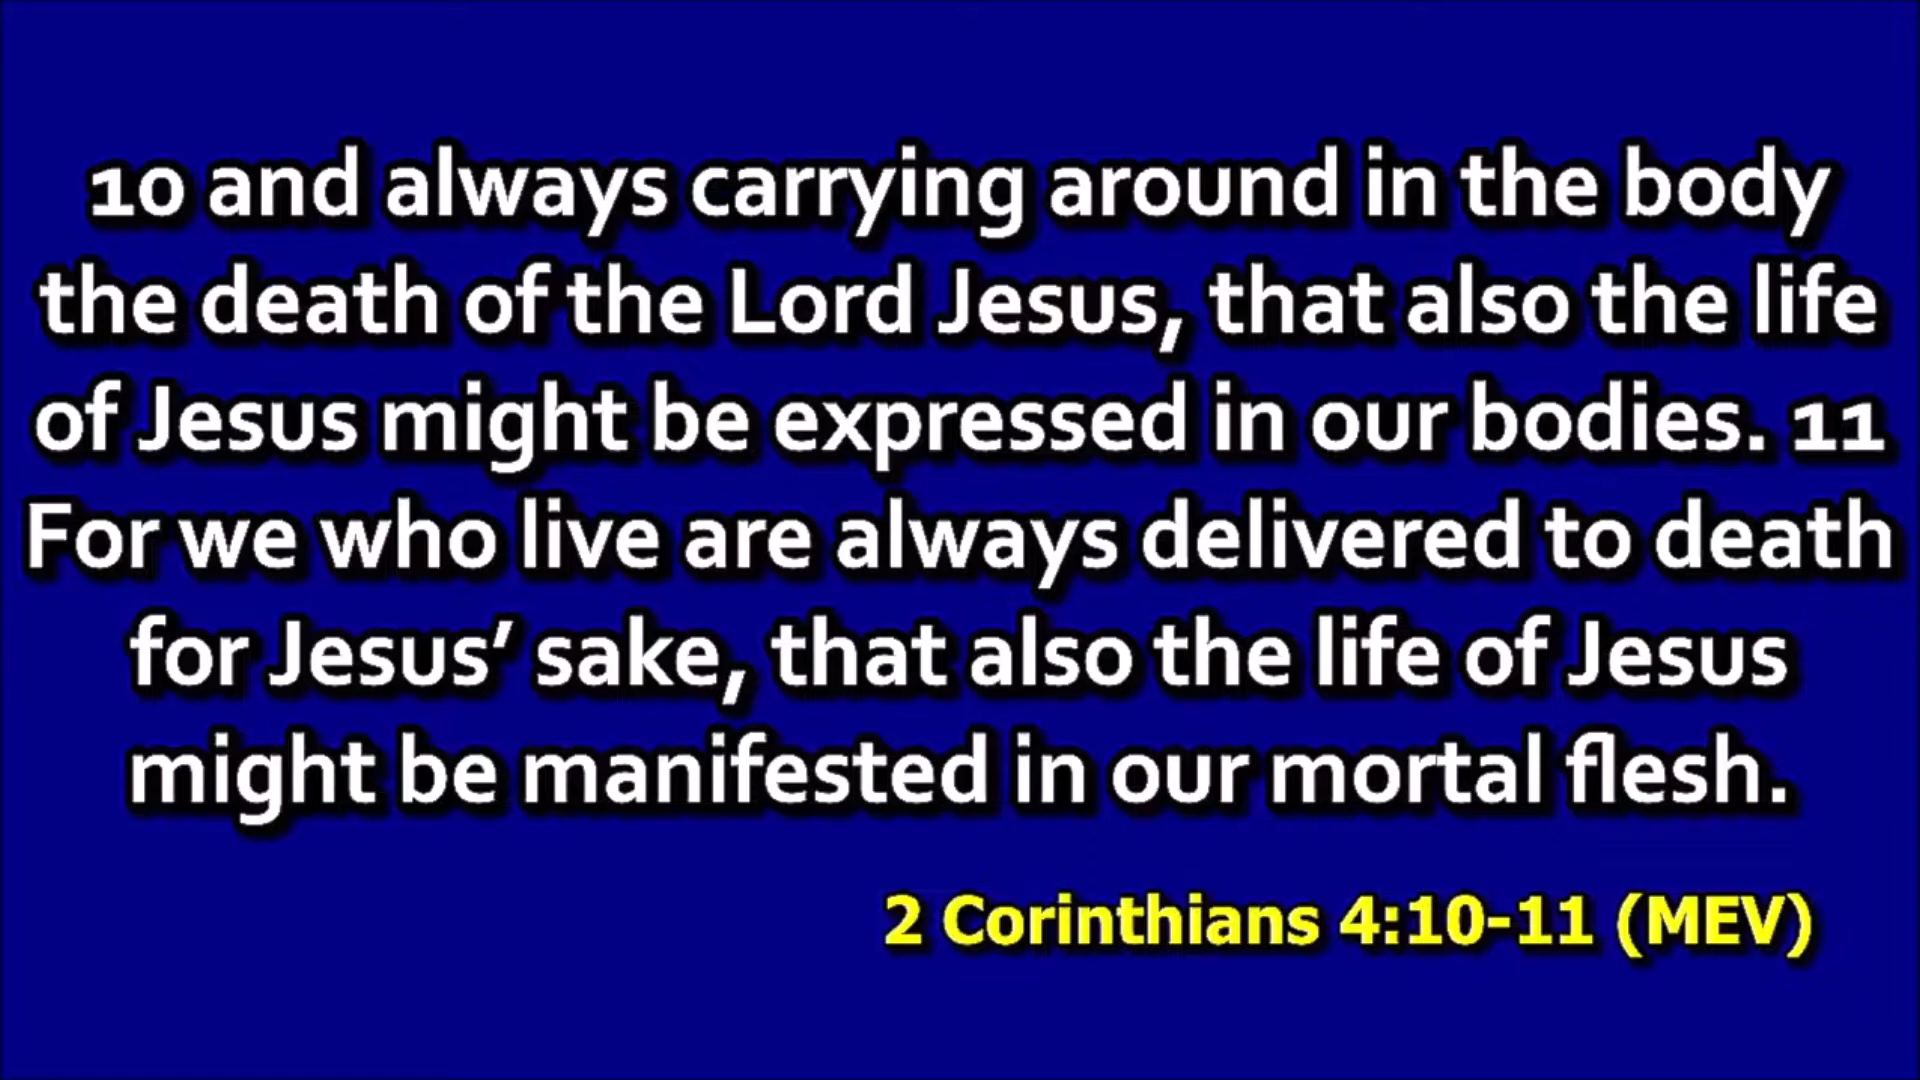 10 and always carrying around in the body
the death of the Lord Jesus, that also the life
of Jesus might be expressed in our bodies. 11
For we who live are always delivered to death
for Jesus’ sake, that also the life of Jesus
might be manifested in our mortal flesh.
2 Corinthians 4:10-11 (MEV)